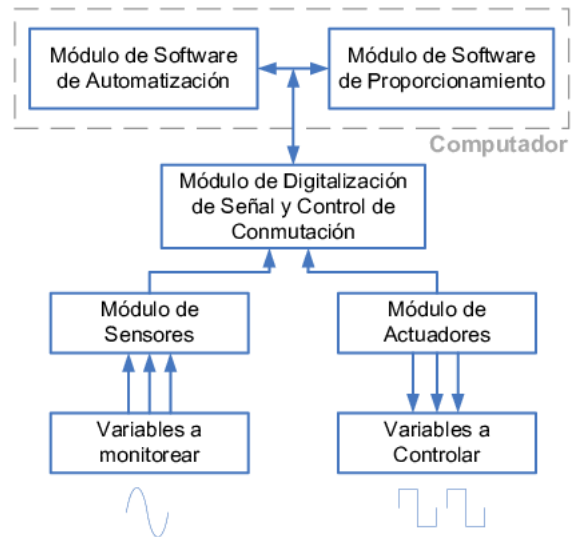 Módulo de Software
de Automatización
Módulo de Software
de Proporcionamiento
Computador
Módulo de Digitalización
de Señal y Control de
Conmutación
Módulo de
Sensores
Módulo de
Actuadores
Variables a
monitorear
Variables a
Controlar